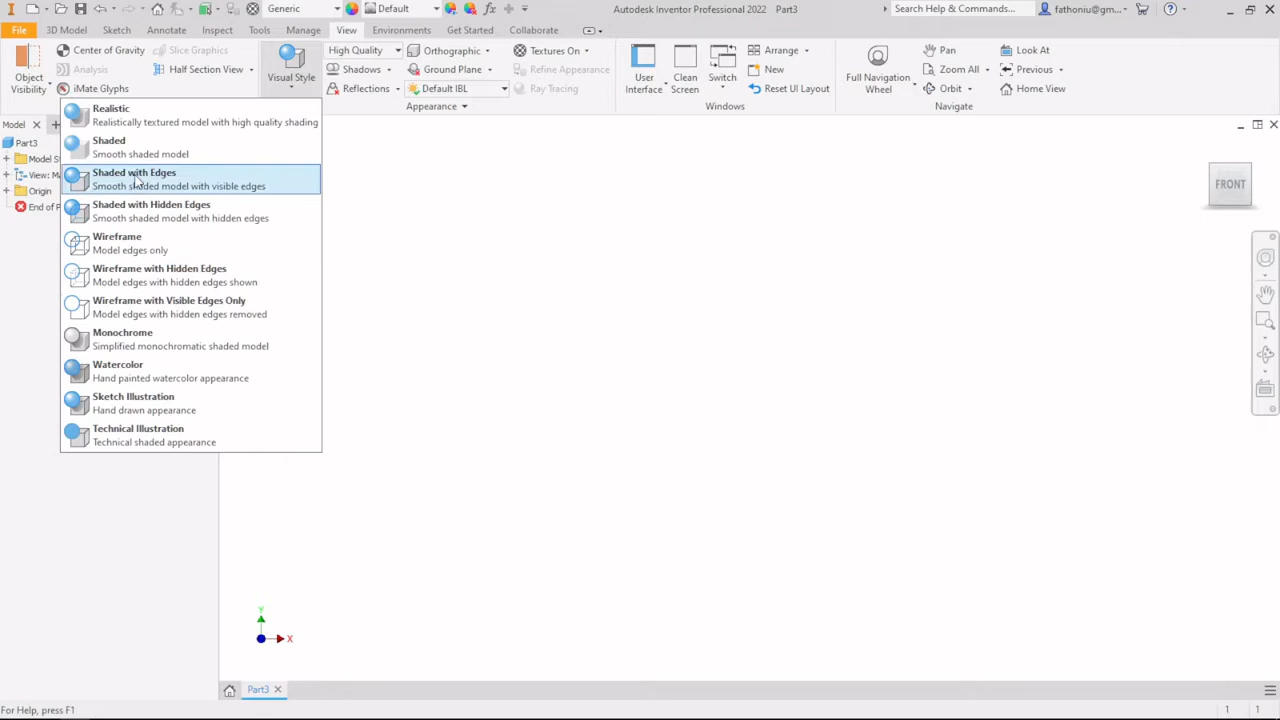 Generic
Default
Autodesk Inventor Professional 2022 Part3
Search Help & Commands...
fathoniu@gm...
File
3D Model
Sketch
Annotate
Inspect
Tools
Manage
View
Environments
Get Started
Collaborate
Object
Visibility
Center of Gravity
Slice Graphics
Analysis
Half Section View
iMate Glyphs
Visual Style
High Quality
Orthographic
Textures On
Shadows
Ground Plane
Refine Appearance
Reflections
Default IBL
Ray Tracing
Appearance
User
Interface
Clean
Screen
Switch
Arrange
New
Reset UI Layout
Windows
Full Navigation
Wheel
Pan
Look At
Zoom All
Previous
Orbit
Home View
Navigate
Model
Part3
Model S
View: M
Origin
End of P
Realistic
Realistically textured model with high quality shading
Shaded
Smooth shaded model
Shaded with Edges
Smooth shaded model with visible edges
Shaded with Hidden Edges
Smooth shaded model with hidden edges
Wireframe
Model edges only
Wireframe with Hidden Edges
Model edges with hidden edges shown
Wireframe with Visible Edges Only
Model edges with hidden edges removed
Monochrome
Simplified monochromatic shaded model
Watercolor
Hand painted watercolor appearance
Sketch Illustration
Hand drawn appearance
Technical Illustration
Technical shaded appearance
FRONT
Y
X
Part3
For Help, press F1
1 1